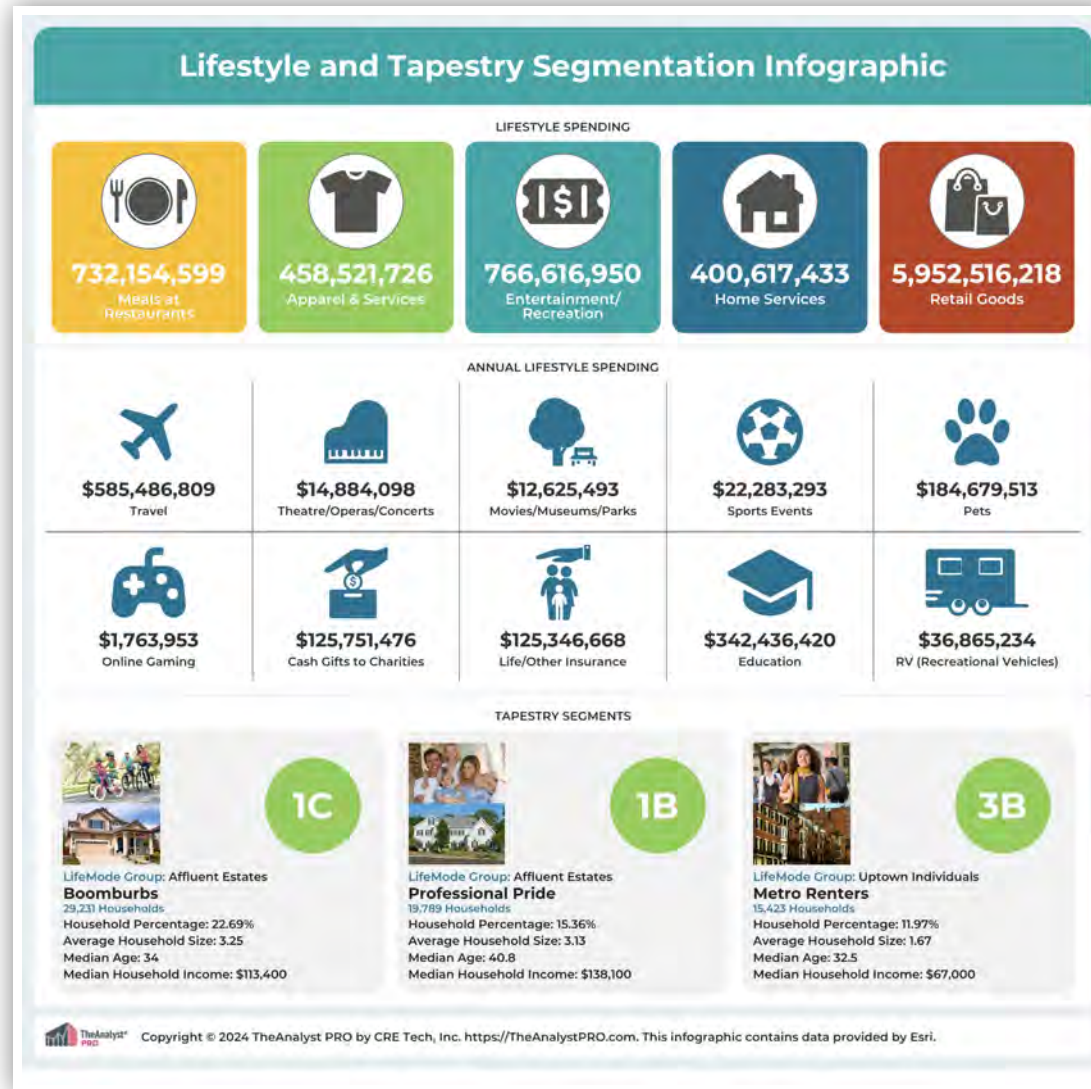 Lifestyle and Tapestry Segmentation Infographic
LIFESTYLE SPENDING
732,154,599
Meals at
Restaurants
458,521,726
Apparel & Services
766,616,950
Entertainment/
Recreation
400,617,433
Home Services
5,952,516,218
Retail Goods
ANNUAL LIFESTYLE SPENDING
$585,486,809
Travel
$14,884,098
Theatre/Operas/Concerts
$12,625,493
Movies/Museums/Parks
$22,283,293
Sports Events
$184,679,513
Pets
$1,763,953
Online Gaming
$125,751,476
Cash Gifts to Charities
$125,346,668
Life/Other Insurance
$342,436,420
Education
$36,865,234
RV (Recreational Vehicles)
TAPESTRY SEGMENTS
1C
LifeMode Group: Affluent Estates
Boomburbs
29,231 Households
Household Percentage: 22.69%
Average Household Size: 3.25
Median Age: 34
Median Household Income: $113,400
1B
LifeMode Group: Affluent Estates
Professional Pride
19,789 Households
Household Percentage: 15.36%
Average Household Size: 3.13
Median Age: 40.8
Median Household Income: $138,100
3B
LifeMode Group: Uptown Individuals
Metro Renters
15,423 Households
Household Percentage: 11.97%
Average Household Size: 1.67
Median Age: 32.5
Median Household Income: $67,000
TheAnalyst®
PRO
Copyright © 2024 TheAnalyst PRO by CRE Tech, Inc. https://TheAnalystPRO.com. This infographic contains data provided by Esri.